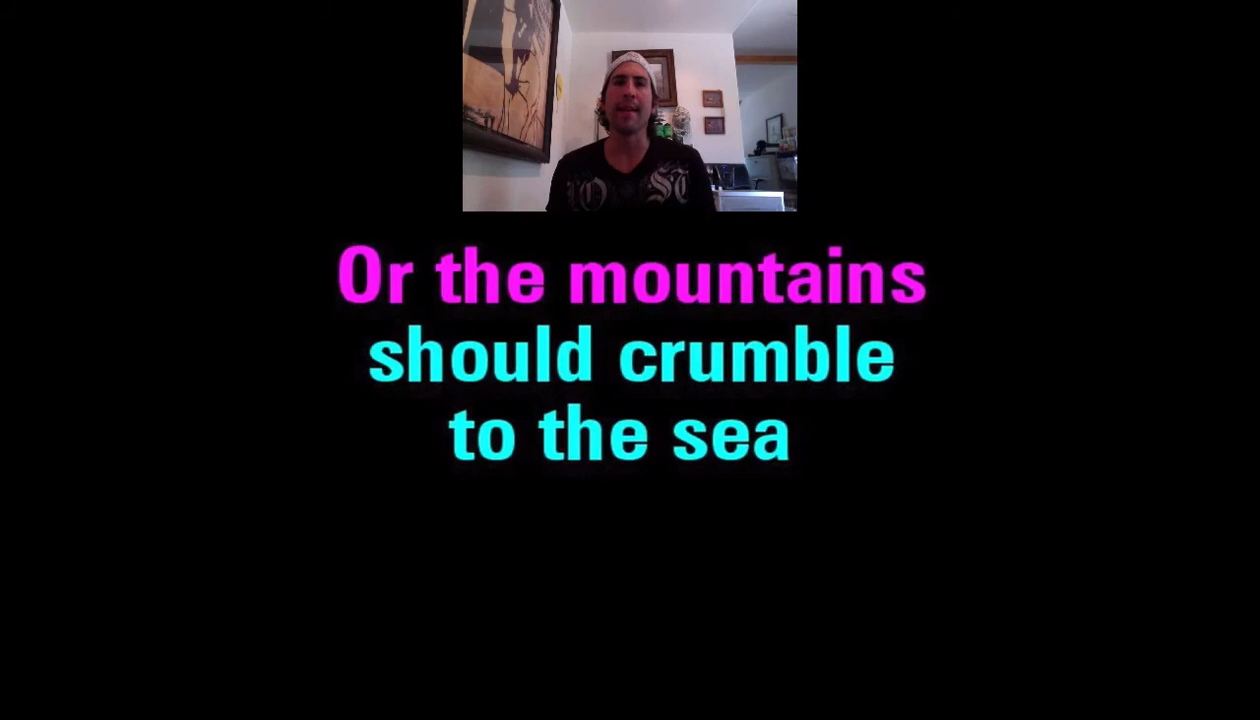 Or the mountains
should crumble
to the sea